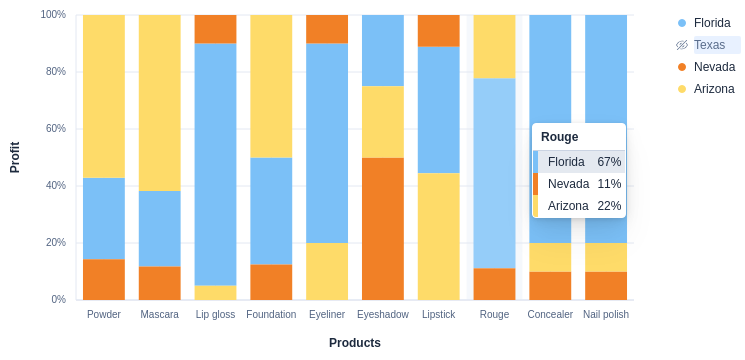 100%
80%
60%
40%
20%
0%
Profit
Powder
Mascara
Lip gloss
Foundation
Eyeliner
Eyeshadow
Lipstick
Rouge
Concealer
Nail polish
Products
Rouge
Florida 67%
Nevada 11%
Arizona 22%
Florida
Texas
Nevada
Arizona